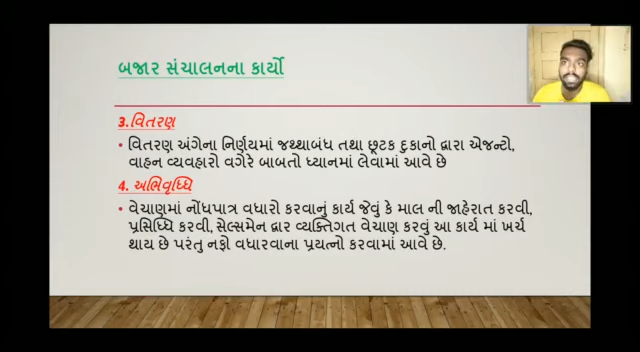 બજાર સંચાલનના કાર્યો
3.વિતરણ
• વિતરણ અંગેના નિર્ણયમાં જથ્થાબંધ તથા છૂટક દુકાનો દ્વારા એજન્ટો,
વાહન વ્યવહારો વગેરે બાબતો ધ્યાનમાં લેવામાં આવે છે
4. અભિવૃધ્ધિ
• વેચાણમાં નોંધપાત્ર વધારો કરવાનું કાર્ય જેવું કે માલ ની જાહેરાત કરવી,
પ્રસિધ્ધિ કરવી, સેલ્સમેન દ્વાર વ્યક્તિગત વેચાણ કરવું આ કાર્ય માં ખર્ચ
થાય છે પરંતુ નફો વધારવાના પ્રયત્નો કરવામાં આવે છે.